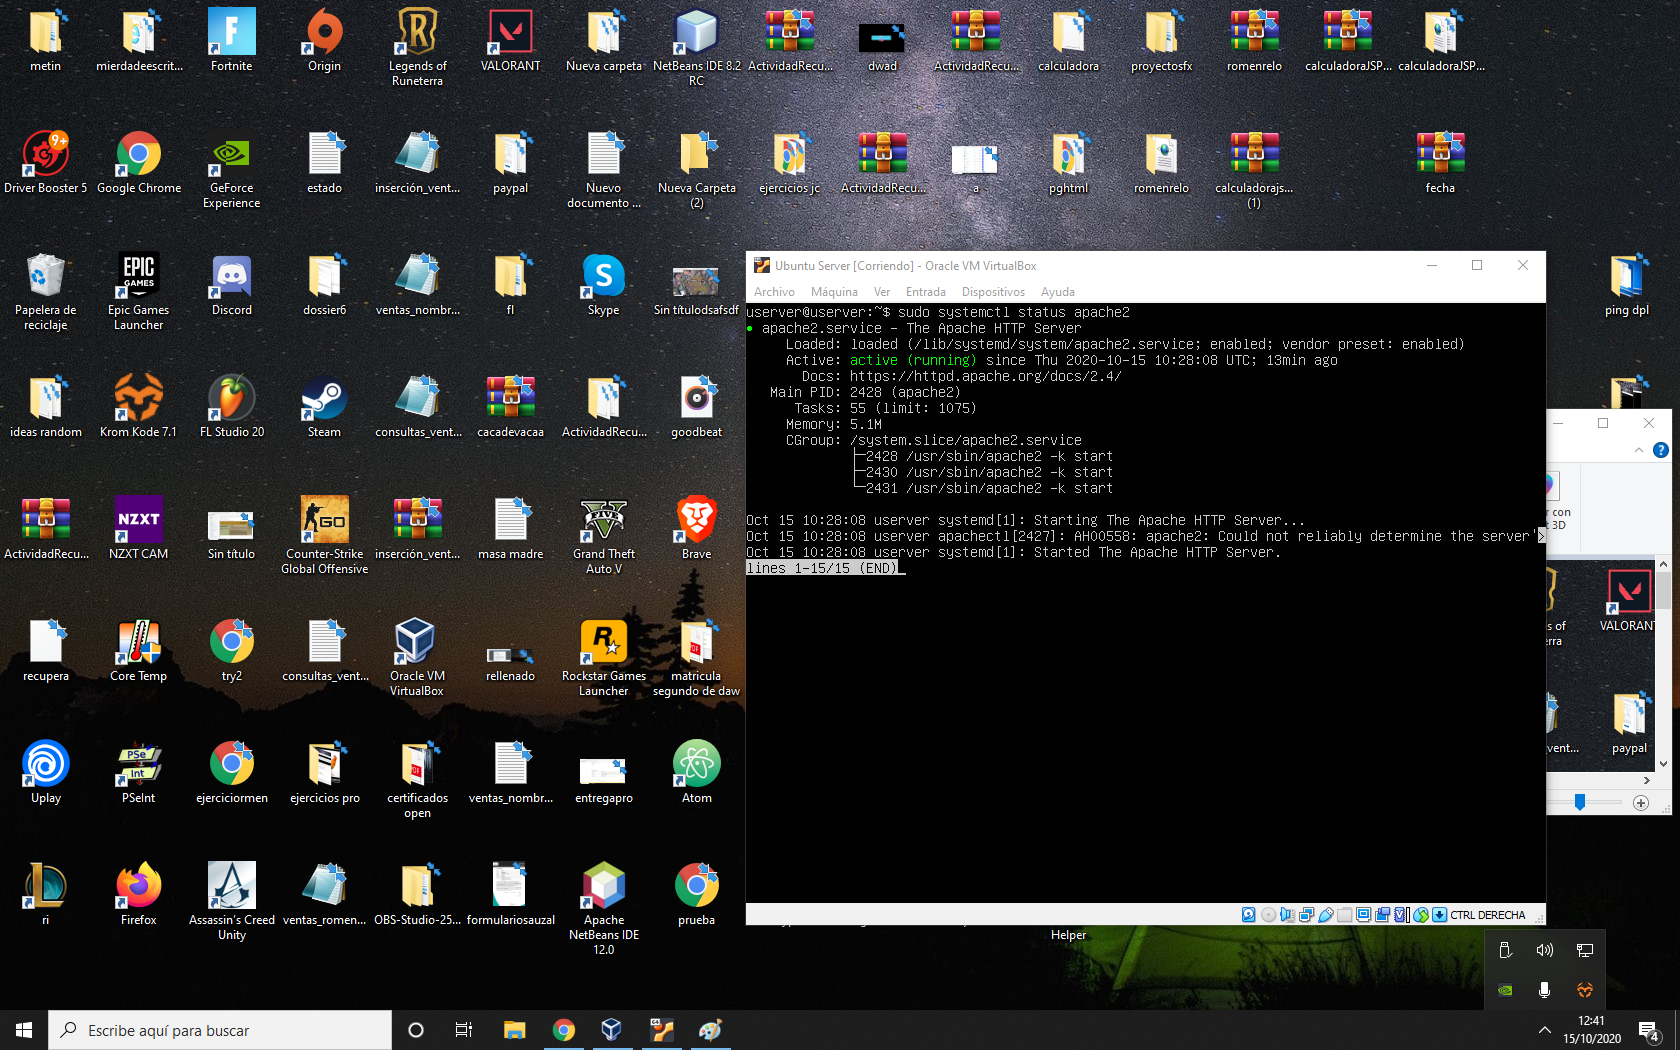 metin
mierdadeescrit...
Fortnite
Origin
Legends of
Runeterra
VALORANT
Nueva carpeta
NetBeans IDE 8.2
RC
ActividadRecu...
dwad
ActividadRecu...
calculadora
proyectosfx
romenrelo
calculadoraJSP...
calculadoraJSP...
9+
Driver Booster 5
Google Chrome
GeForce
Experience
estado
inserción_vent...
paypal
Nuevo
documento ...
Nueva Carpeta
(2)
ejercicios jc
ActividadRecu...
a
pghtml
romenrelo
calculadorajs...
(1)
fecha
Papelera de
reciclaje
EPIC
GAMES
Epic Games
Launcher
Discord
dossier6
ventas_nombr...
fl
Skype
Sin títulodsafsdf
ping dpl
ideas random
Krom Kode 7.1
FL Studio 20
Steam
consultas_vent...
cacadevacaa
ActividadRecu...
goodbeat
ActividadRecu...
NZXT
NZXT CAM
Sin título
GO
Counter-Strike
Global Offensive
inserción_vent...
masa madre
Grand Theft
Auto V
Brave
recupera
Core Temp
try2
consultas_vent...
Oracle VM
VirtualBox
rellenado
Rockstar Games
Launcher
matricula
segundo de daw
Uplay
PSe
Int
PSeInt
ejerciciormen
ejercicios pro
certificados
open
ventas_nombr...
entregapro
Atom
ri
Firefox
Assassin's Creed
Unity
ventas_romen...
OBS-Studio-25...
formulariosauzal
Apache
NetBeans IDE
12.0
prueba
Helper
Ubuntu Server [Corriendo] - Oracle VM VirtualBox
Archivo Máquina Ver Entrada Dispositivos Ayuda
userver@userver:~$ sudo systemctl status apache2
● apache2.service - The Apache HTTP Server
Loaded: loaded (/lib/systemd/system/apache2.service; enabled; vendor preset: enabled)
Active: active (running) since Thu 2020-10-15 10:28:08 UTC; 13min ago
Docs: https://httpd.apache.org/docs/2.4/
Main PID: 2428 (apache2)
Tasks: 55 (limit: 1075)
Memory: 5.1M
CGroup: /system.slice/apache2.service
├─2428 /usr/sbin/apache2 -k start
├─2430 /usr/sbin/apache2 -k start
└─2431 /usr/sbin/apache2 -k start
Oct 15 10:28:08 userver systemd[1]: Starting The Apache HTTP Server...
Oct 15 10:28:08 userver apachectl[2427]: AH00558: apache2: Could not reliably determine the server'>
Oct 15 10:28:08 userver systemd[1]: Started The Apache HTTP Server.
lines 1-15/15 (END)
CTRL DERECHA
r con
t 3D
s of
erra
VALORANT
vent...
paypal
Escribe aquí para buscar
12:41
15/10/2020
4